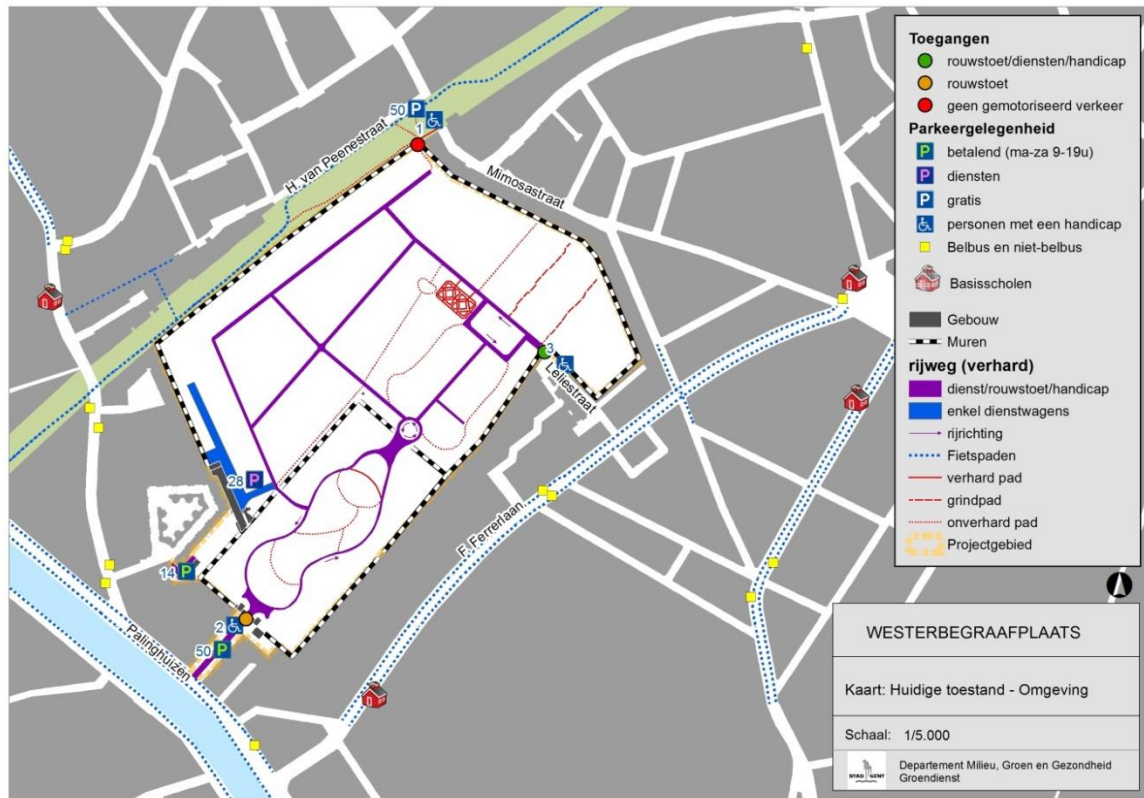 50
P
1
H. van Peenestraat
Mimosastraat
3
Leliestraat
28
P
14
P
2
50
P
Palinghuizen
F. Ferrerlaan
Toegangen
rouwstoet/diensten/handicap
rouwstoet
geen gemotoriseerd verkeer
Parkeergelegenheid
P betalend (ma-za 9-19u)
P diensten
P gratis
personen met een handicap
Belbus en niet-belbus
Basisscholen
Gebouw
Muren
rijweg (verhard)
dienst/rouwstoet/handicap
enkel dienstwagens
rijrichting
Fietspaden
verhard pad
grindpad
onverhard pad
Projectgebied
WESTERBEGRAAFPLAATS
Kaart: Huidige toestand - Omgeving
Schaal: 1/5.000
STAD GENT
Departement Milieu, Groen en Gezondheid
Groendienst